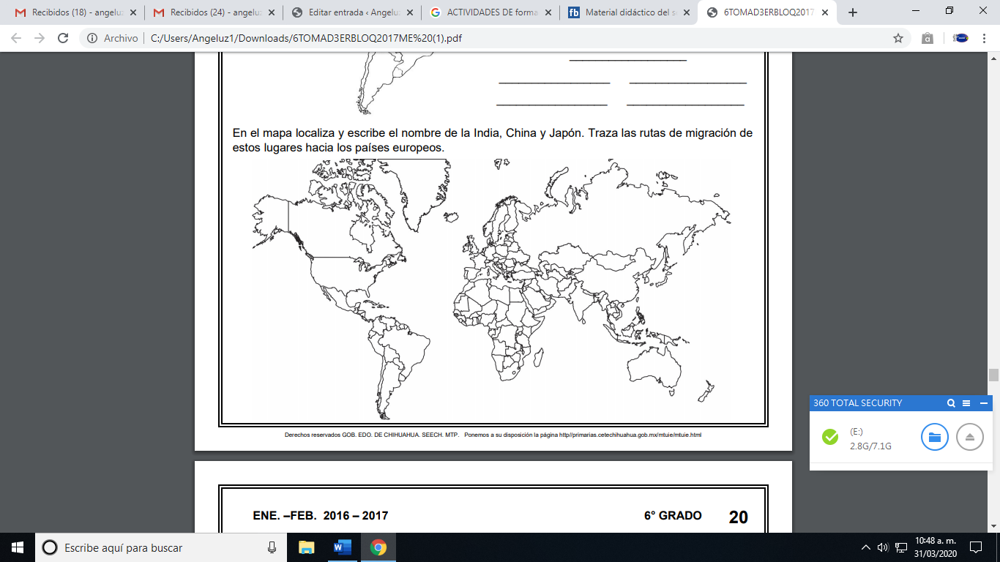 Recibidos (18) - angeluz
Recibidos (24) - angeluz
Editar entrada ‹ Angeluz
ACTIVIDADES DE forma
Material didáctico del se
6TOMAD3ERBLOQ2017
Archivo
C:/Users/Angeluz1/Downloads/6TOMAD3ERBLOQ2017ME%20(1).pdf
En el mapa localiza y escribe el nombre de la India, China y Japón. Traza las rutas de migración de
estos lugares hacia los países europeos.
Derechos reservados GOB. EDO. DE CHIHUAHUA. SEECH. MTP. Ponemos a su disposición la página http//primarias.cetechihuahua.gob.mx/mtuie/mtuie.html
360 TOTAL SECURITY
(E:)
2.8G/7.1G
ENE. –FEB. 2016 – 2017 6° GRADO 20
Escribe aquí para buscar
10:48 a. m.
31/03/2020